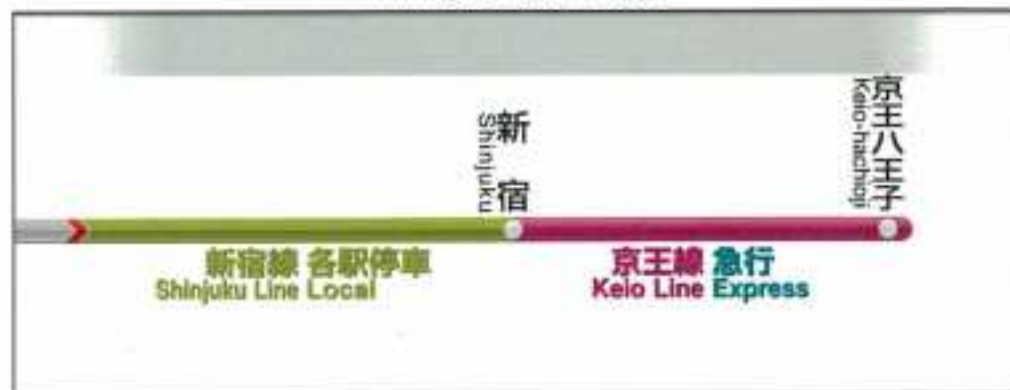 新宿
Shinjuku
京王八王子
Keio-hachioji
新宿線 各駅停車
Shinjuku Line Local
京王線 急行
Keio Line Express